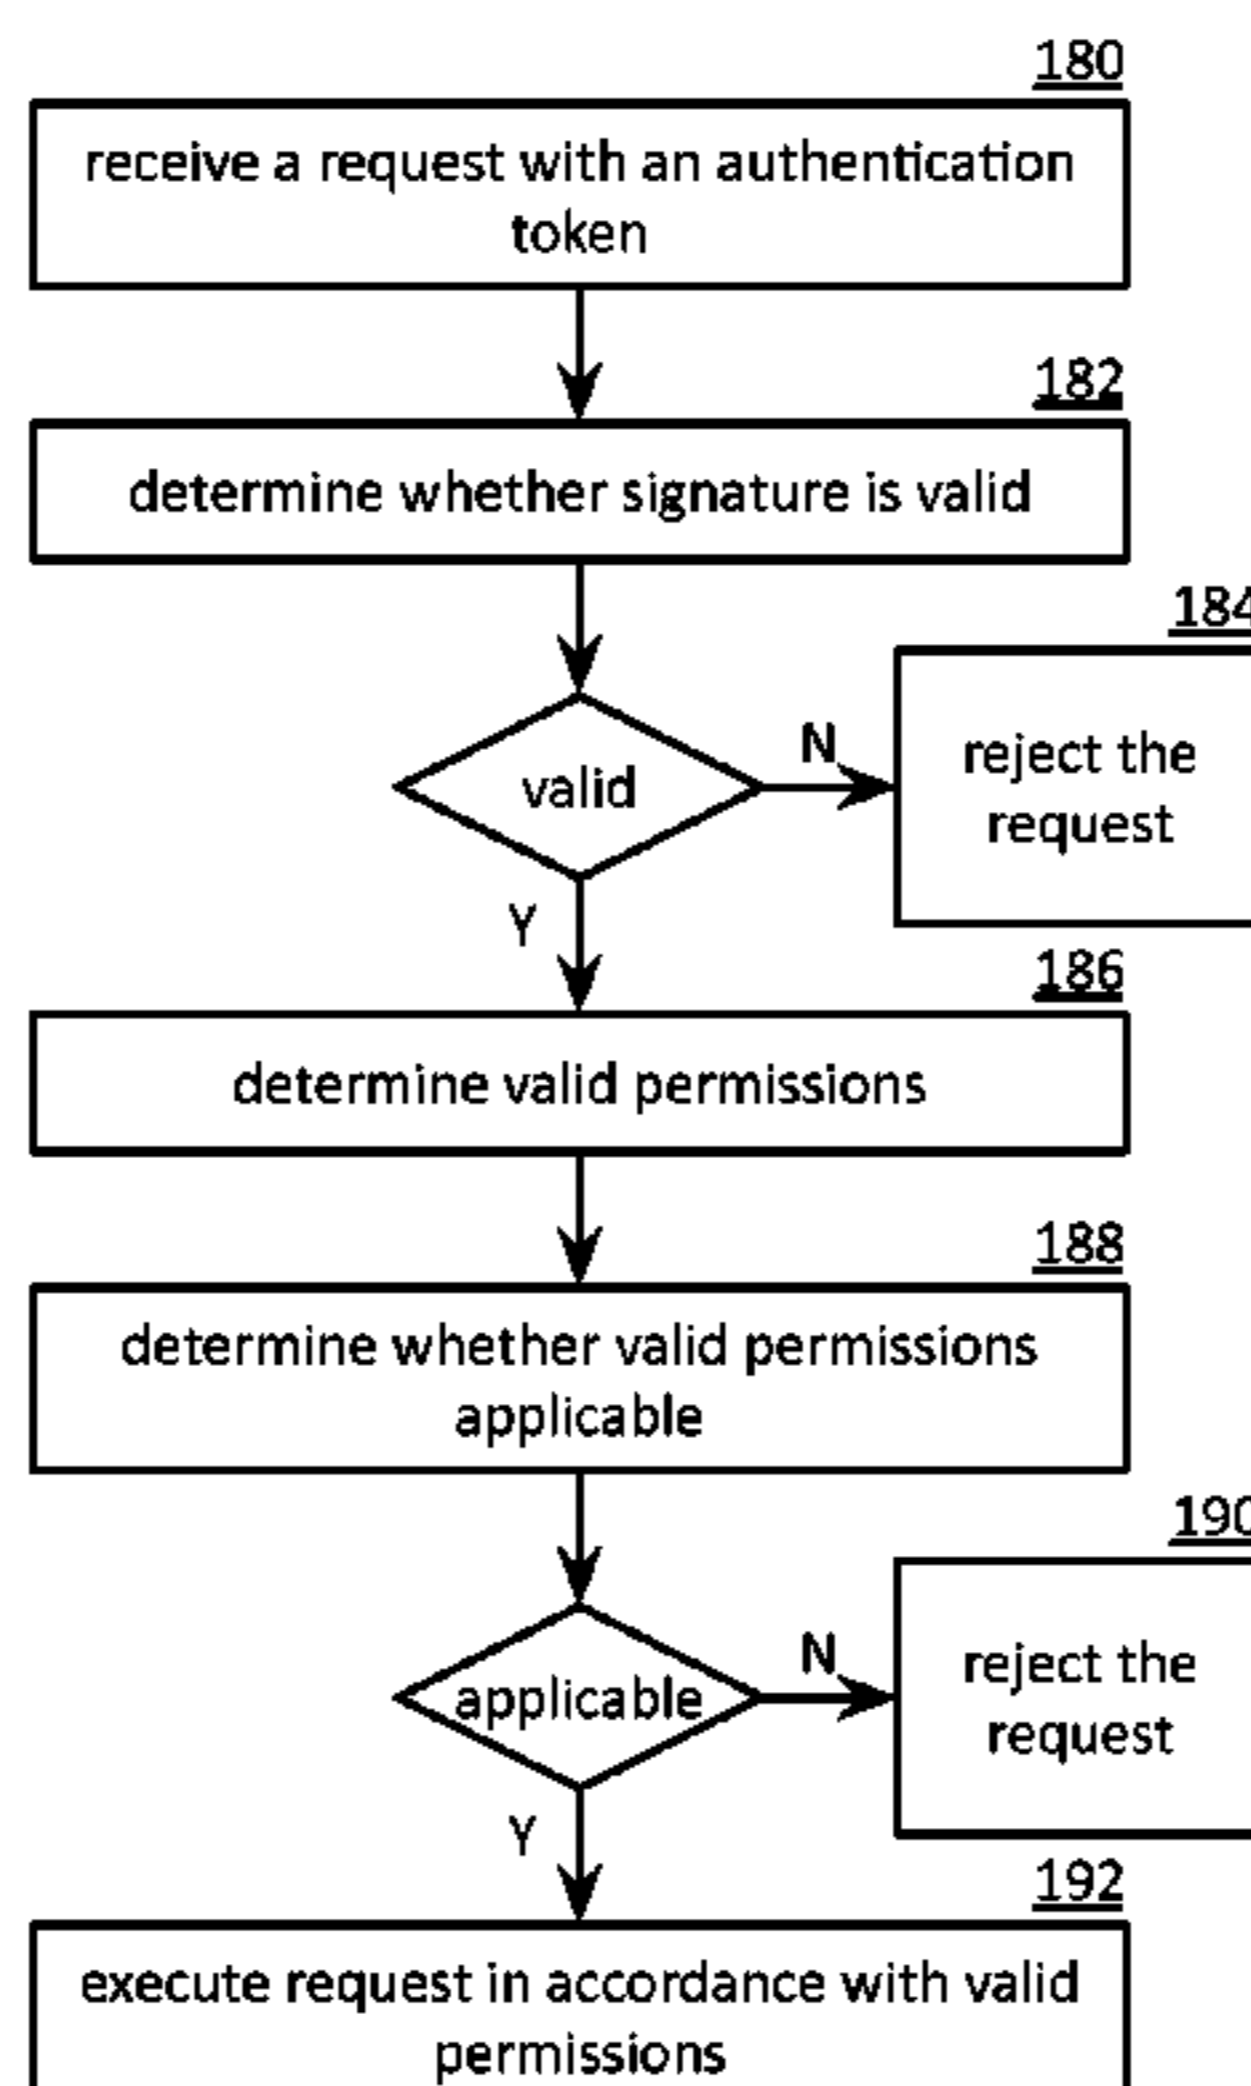 180
receive a request with an authentication
token
182
determine whether signature is valid
184
valid
N
reject the
request
Y
186
determine valid permissions
188
determine whether valid permissions
applicable
190
applicable
N
reject the
request
Y
192
execute request in accordance with valid
permissions